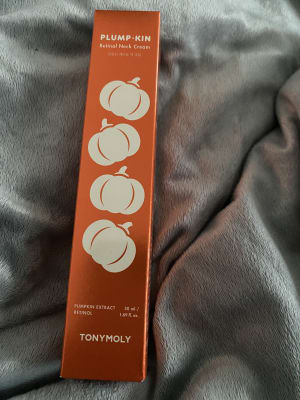 PLUMP-KIN
Retinol Neck Cream
PUMPKIN EXTRACT
RETINOL
50 ml /
1.69 fl. oz.
TONYMOLY